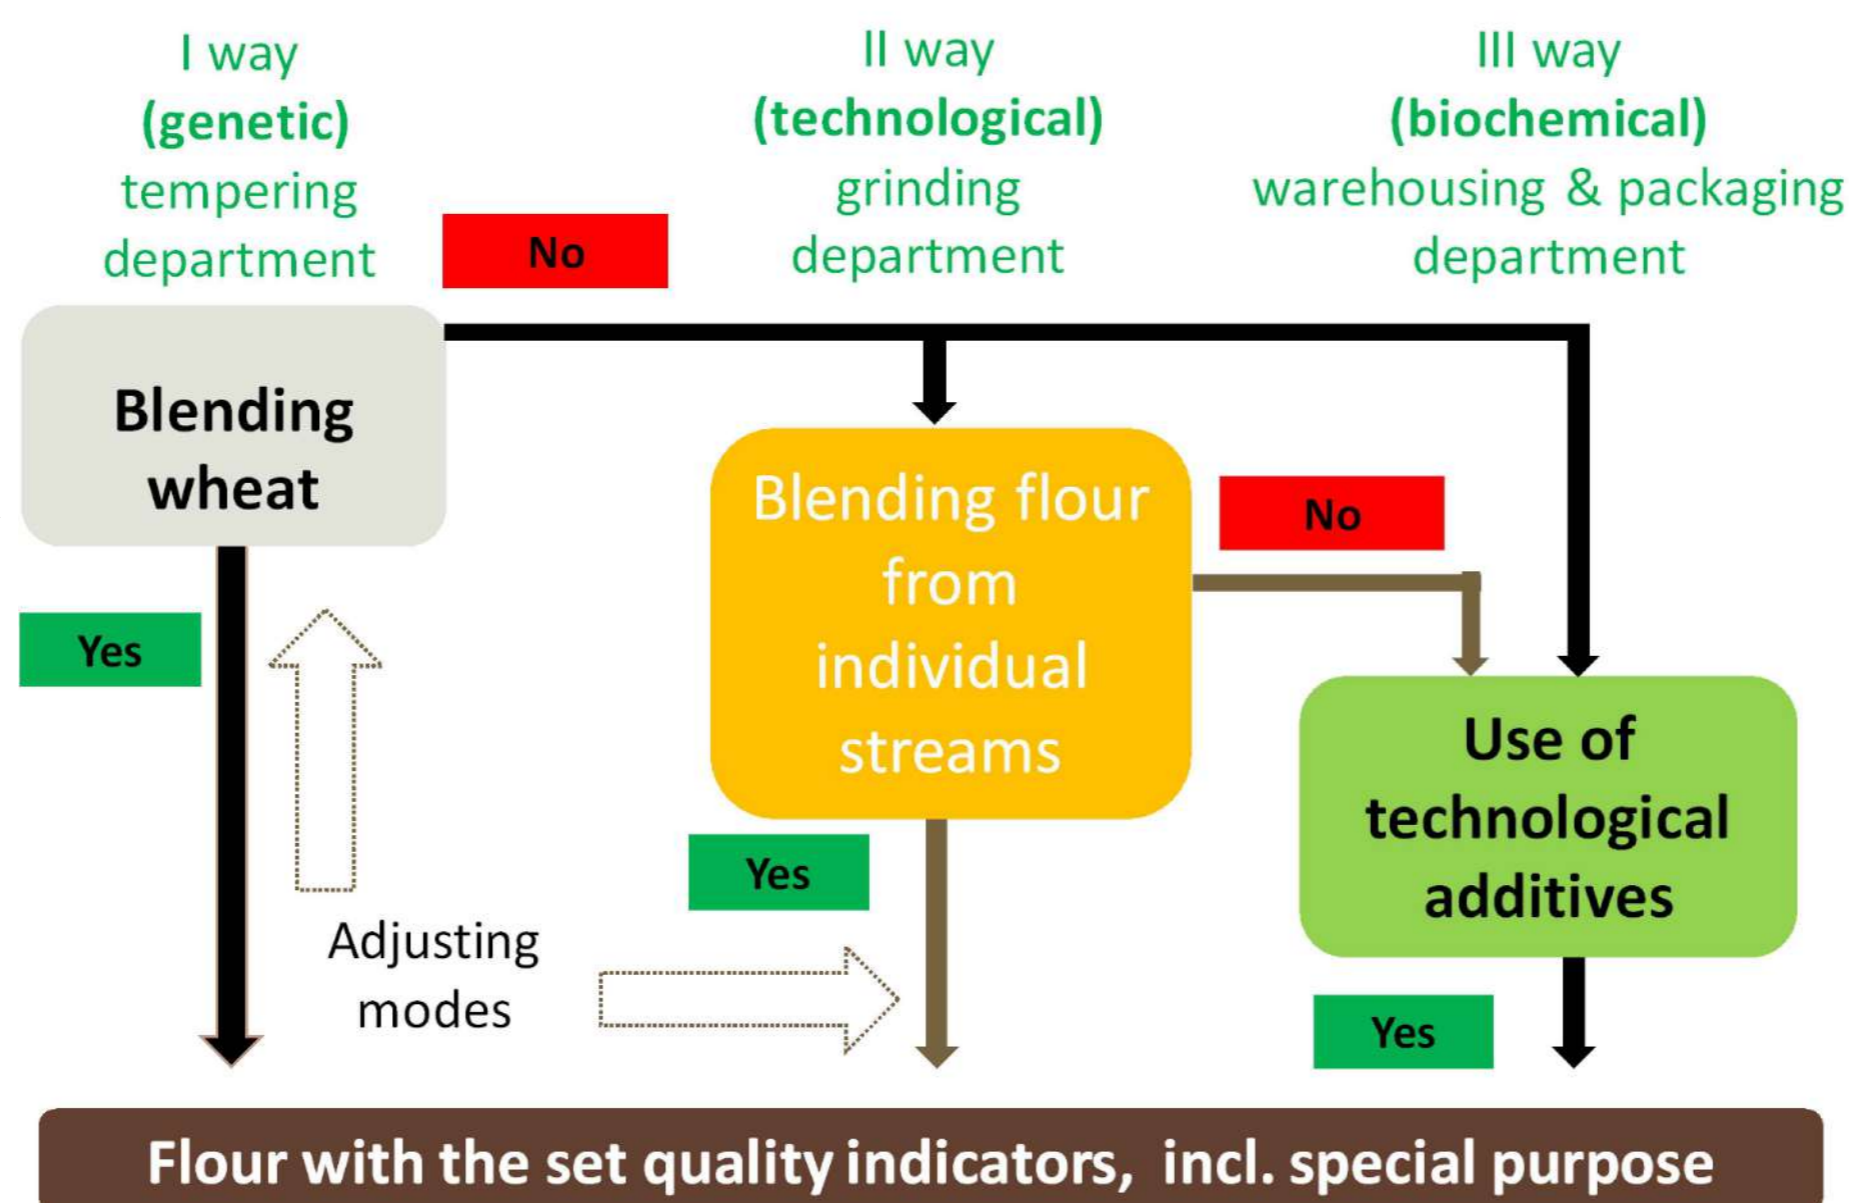 I way
(genetic)
tempering
department
II way
(technological)
grinding
department
III way
(biochemical)
warehousing & packaging
department
No
Blending
wheat
Blending flour
from
individual
streams
No
Yes
Use of
technological
additives
Yes
Adjusting
modes
Yes
Flour with the set quality indicators, incl. special purpose